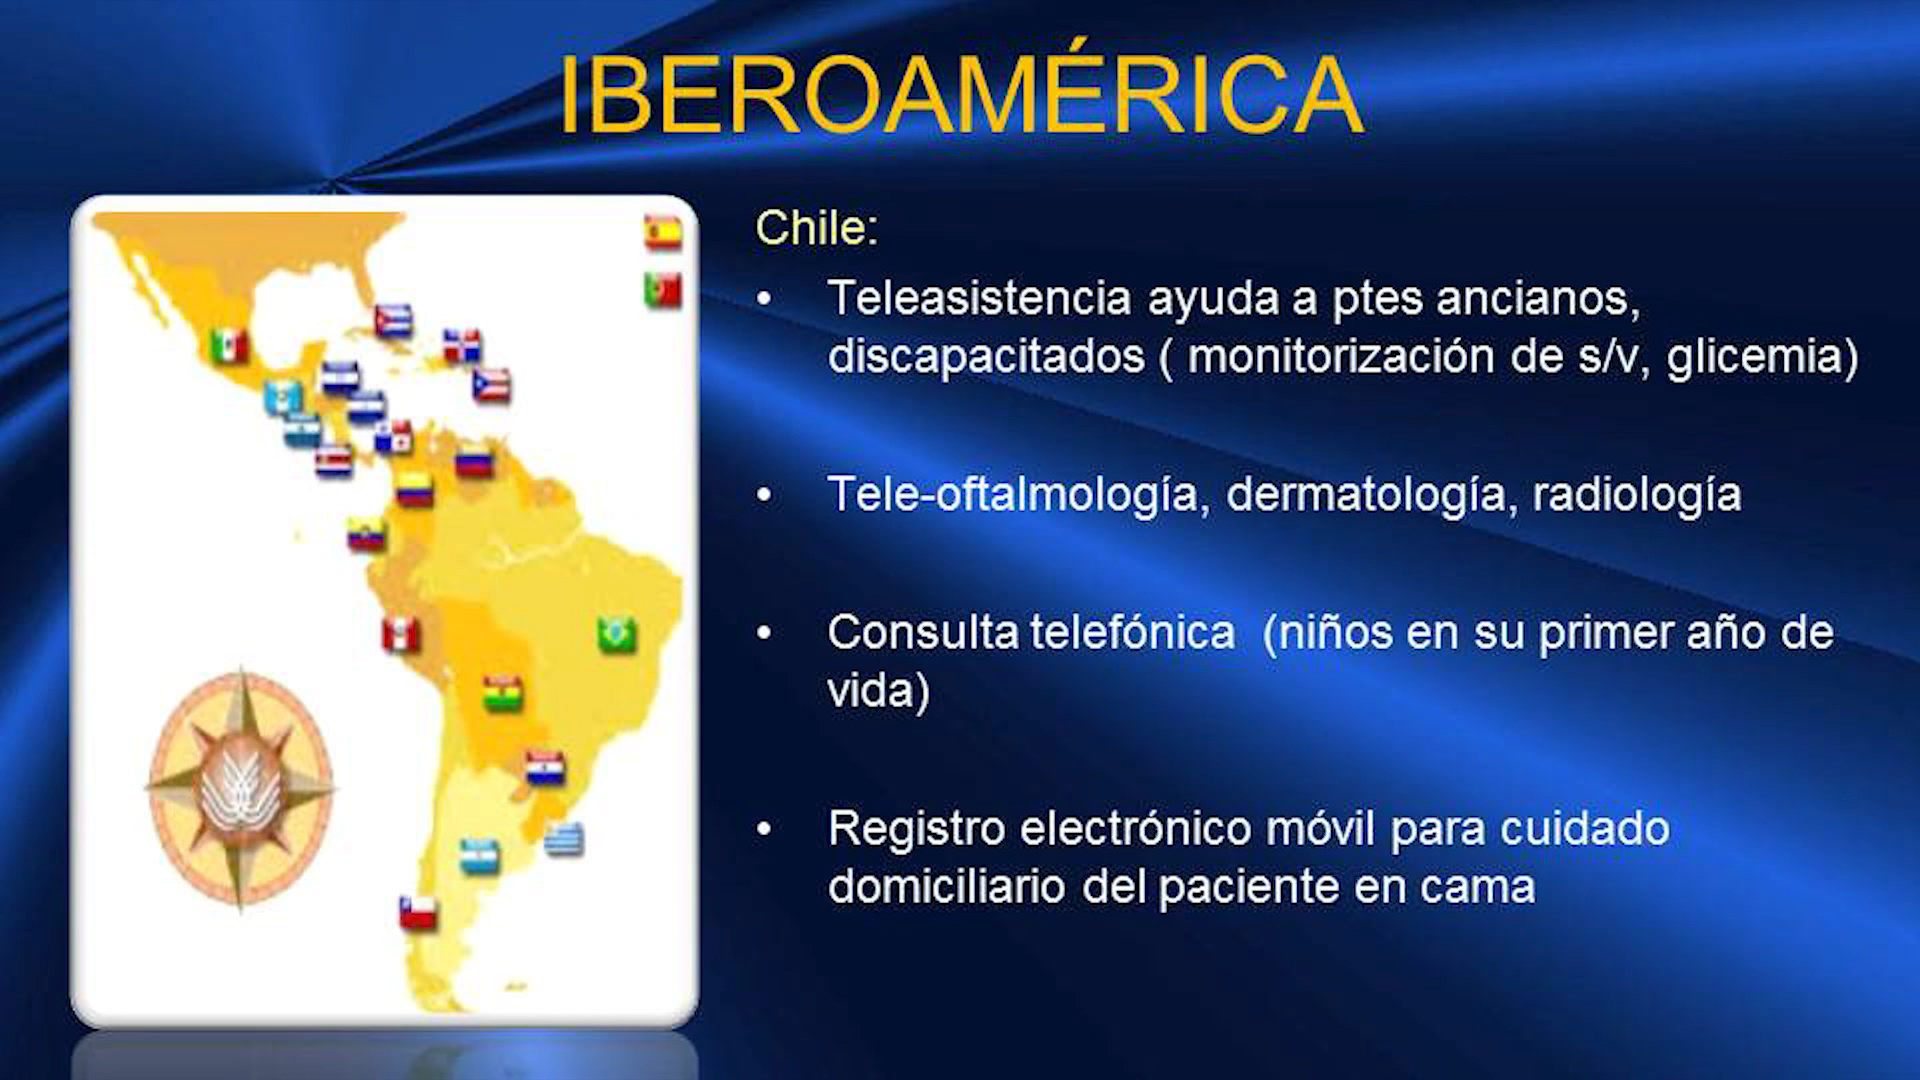 IBEROAMÉRICA
Chile:
• Teleasistencia ayuda a ptes ancianos,
discapacitados ( monitorización de s/v, glicemia)
• Tele-oftalmología, dermatología, radiología
• Consulta telefónica (niños en su primer año de
vida)
• Registro electrónico móvil para cuidado
domiciliario del paciente en cama